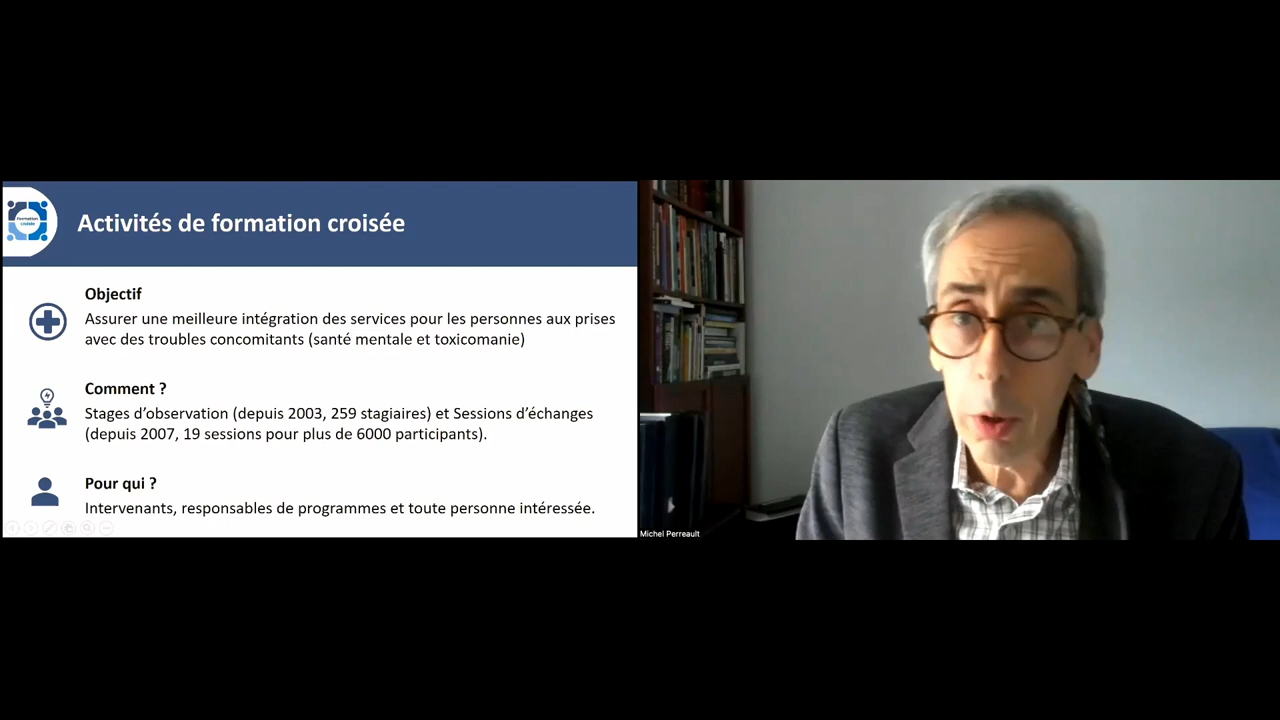 Formation
croisée
Activités de formation croisée
Objectif
Assurer une meilleure intégration des services pour les personnes aux prises
avec des troubles concomitants (santé mentale et toxicomanie)
Comment ?
Stages d’observation (depuis 2003, 259 stagiaires) et Sessions d’échanges
(depuis 2007, 19 sessions pour plus de 6000 participants).
Pour qui ?
Intervenants, responsables de programmes et toute personne intéressée.
Michel Perreault